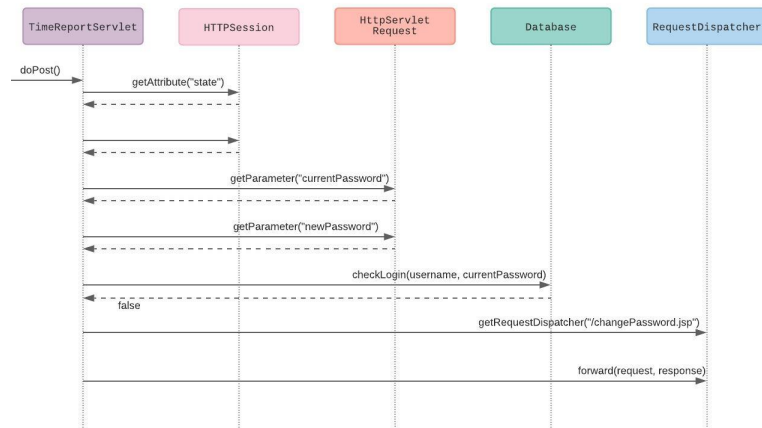 TimeReportServlet
HTTPSession
HttpServlet
Request
Database
RequestDispatcher
doPost()
getAttribute("state")
getParameter("currentPassword")
getParameter("newPassword")
checkLogin(username, currentPassword)
false
getRequestDispatcher("/changePassword.jsp")
forward(request, response)